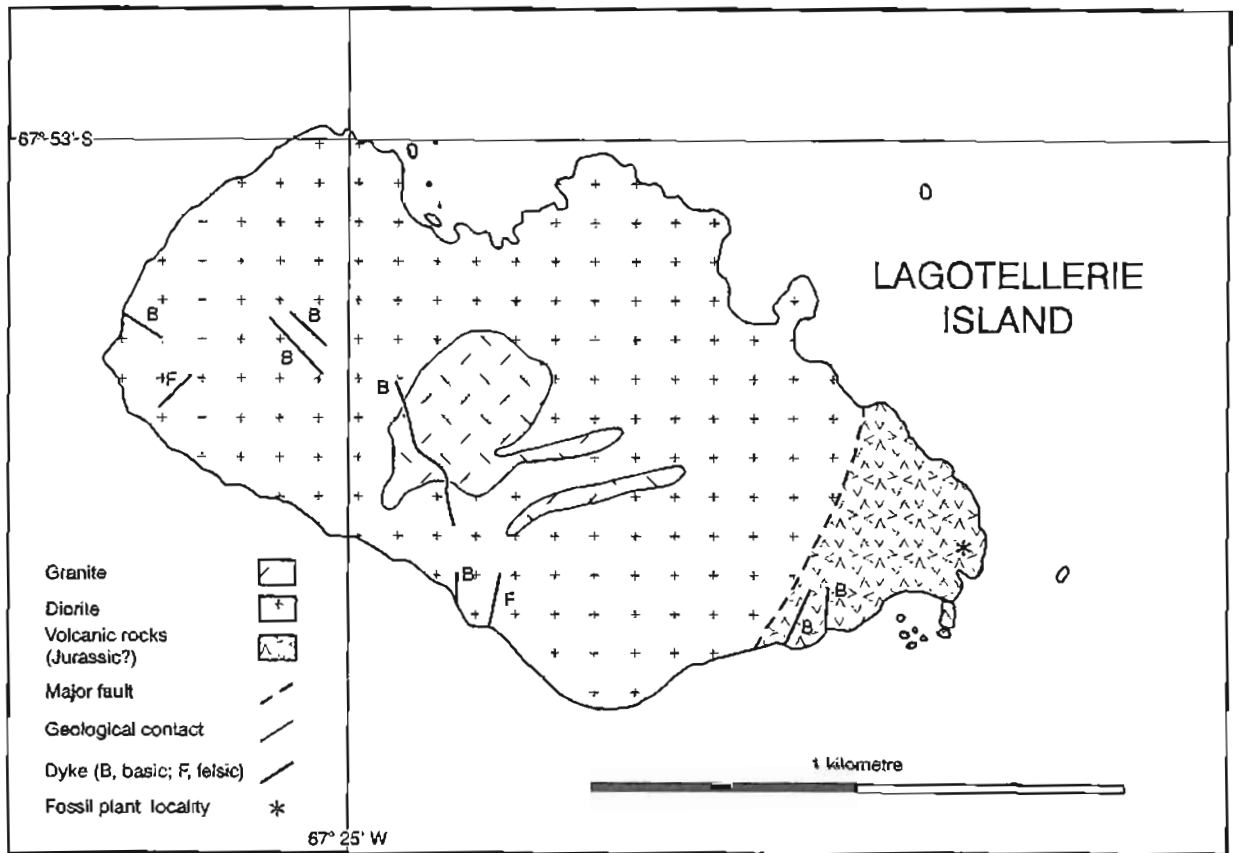 67° 53'-S
LAGOTELLERIE
ISLAND
B
B
B
F
B
B
F
B
B
Granite
Diorite
Volcanic rocks
(Jurassic?)
Major fault
Geological contact
Dyke (B, basic; F, felsic)
Fossil plant locality
1 kilometre
67° 25' W